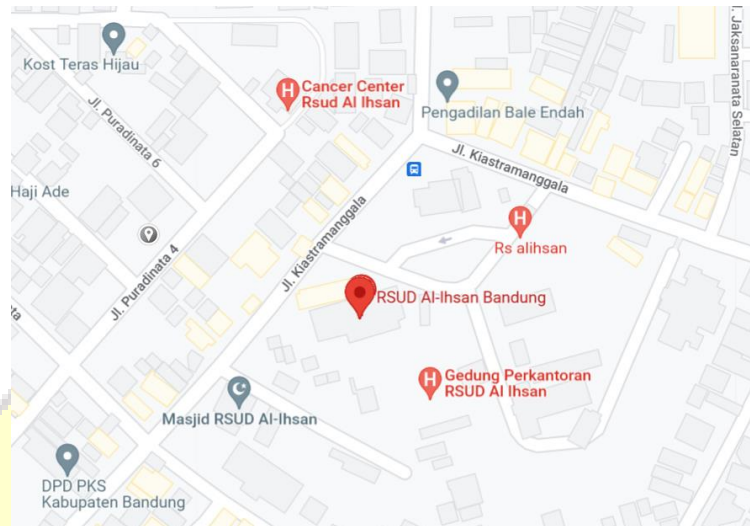 Kost Teras Hijau
Cancer Center
Rsud Al Ihsan
Pengadilan Bale Endah
Jl. Jaksanaranata Selatan
Jl. Puradinata 6
Jl. Kiastramanggala
Haji Ade
H
Rs alihsan
Jl. Kiastramanggala
Jl. Puradinata 4
RSUD Al-Ihsan Bandung
H
Gedung Perkantoran
RSUD Al Ihsan
H
Masjid RSUD Al-Ihsan
DPD PKS
Kabupaten Bandung